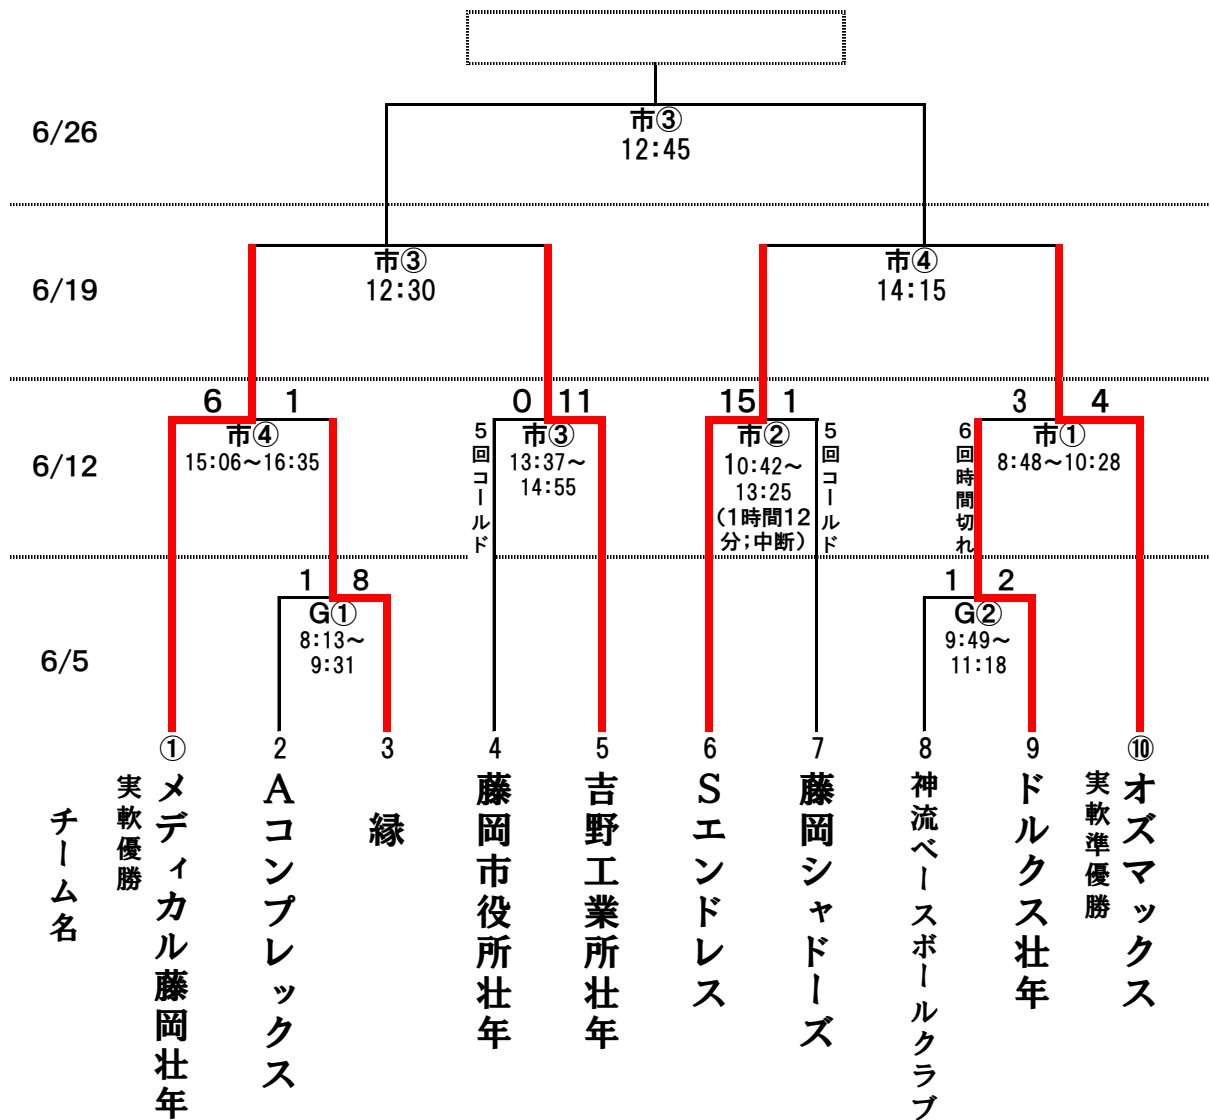 6/26
市③
12:45
6/19
市③
12:30
市④
14:15
6/12
6 1
市④
15:06～16:35
0 11
市③
13:37～
14:55
5回コールド
15 1
市②
10:42～
13:25
(1時間12
分;中断)
5回コールド
3 4
市①
8:48～10:28
6回時間切れ
6/5
1 8
G①
8:13～
9:31
1 2
G②
9:49～
11:18
① 2 3 4 5 6 7 8 9 ⑩
チーム名
実軟優勝
メディカル藤岡壮年
Aコンプレックス
縁
藤岡市役所壮年
吉野工業所壮年
Sエンドレス
藤岡シャドーズ
神流ベースボールクラブ
ドルクス壮年
実軟準優勝
オズマックス